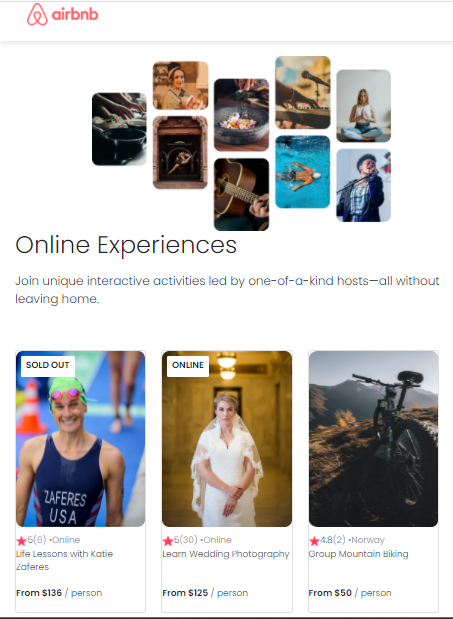 airbnb
Online Experiences
Join unique interactive activities led by one-of-a-kind hosts—all without
leaving home.
SOLD OUT
ZAFERES
USA
5(6) •Online
Life Lessons with Katie
Zaferes
From $136 / person
ONLINE
5(30) •Online
Learn Wedding Photography
From $125 / person
4.8(2) •Norway
Group Mountain Biking
From $50 / person